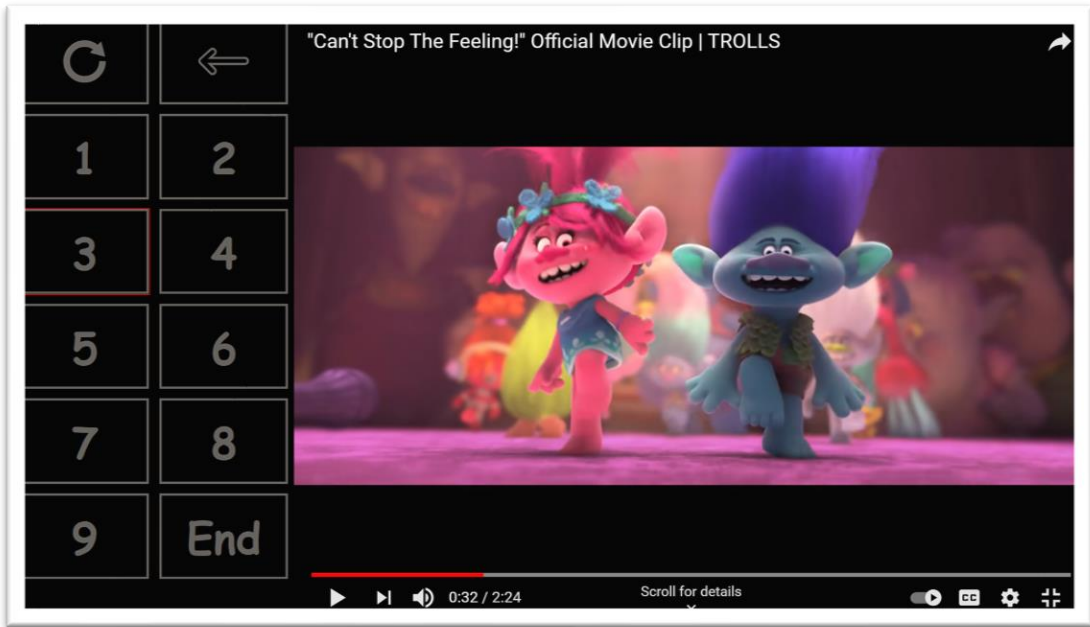 "Can't Stop The Feeling!" Official Movie Clip | TROLLS
1 2
3 4
5 6
7 8
9 End
0:32 / 2:24 Scroll for details CC